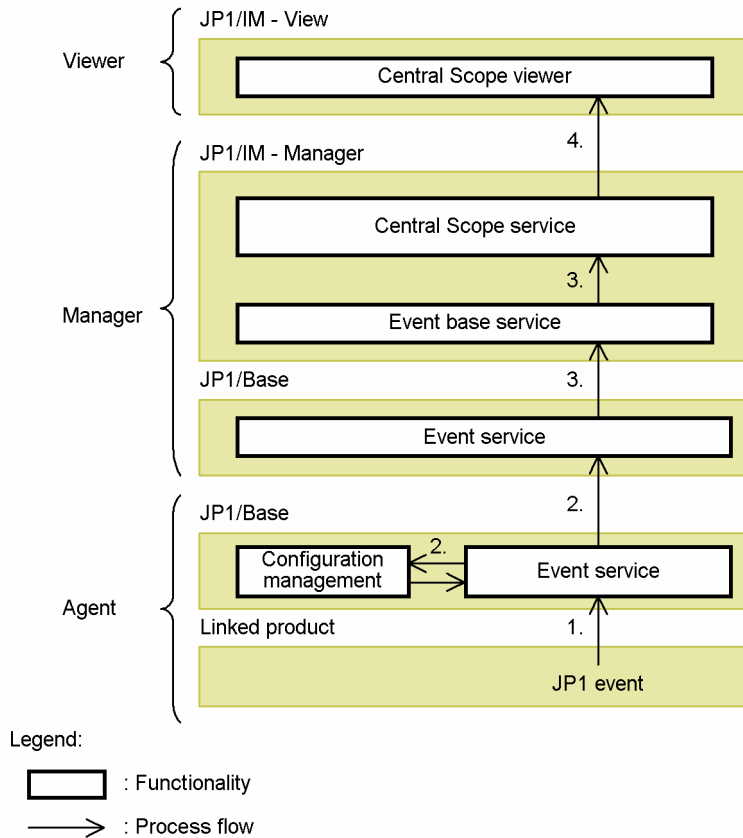 JP1/IM - View
Viewer
Central Scope viewer
4.
JP1/IM - Manager
Central Scope service
3.
Manager
Event base service
3.
JP1/Base
Event service
2.
JP1/Base
2.
Configuration
management
Event service
Agent
Linked product
1.
JP1 event
Legend:
: Functionality
: Process flow